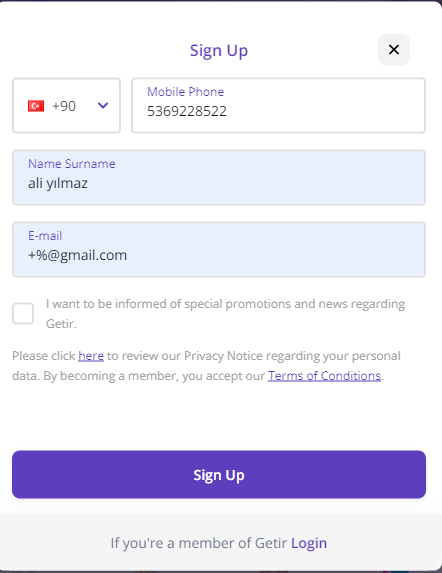 Sign Up
+90
Mobile Phone
5369228522
Name Surname
ali yılmaz
E-mail
+%@gmail.com
I want to be informed of special promotions and news regarding
Getir.
Please click here to review our Privacy Notice regarding your personal
data. By becoming a member, you accept our Terms of Conditions.
Sign Up
If you're a member of Getir Login